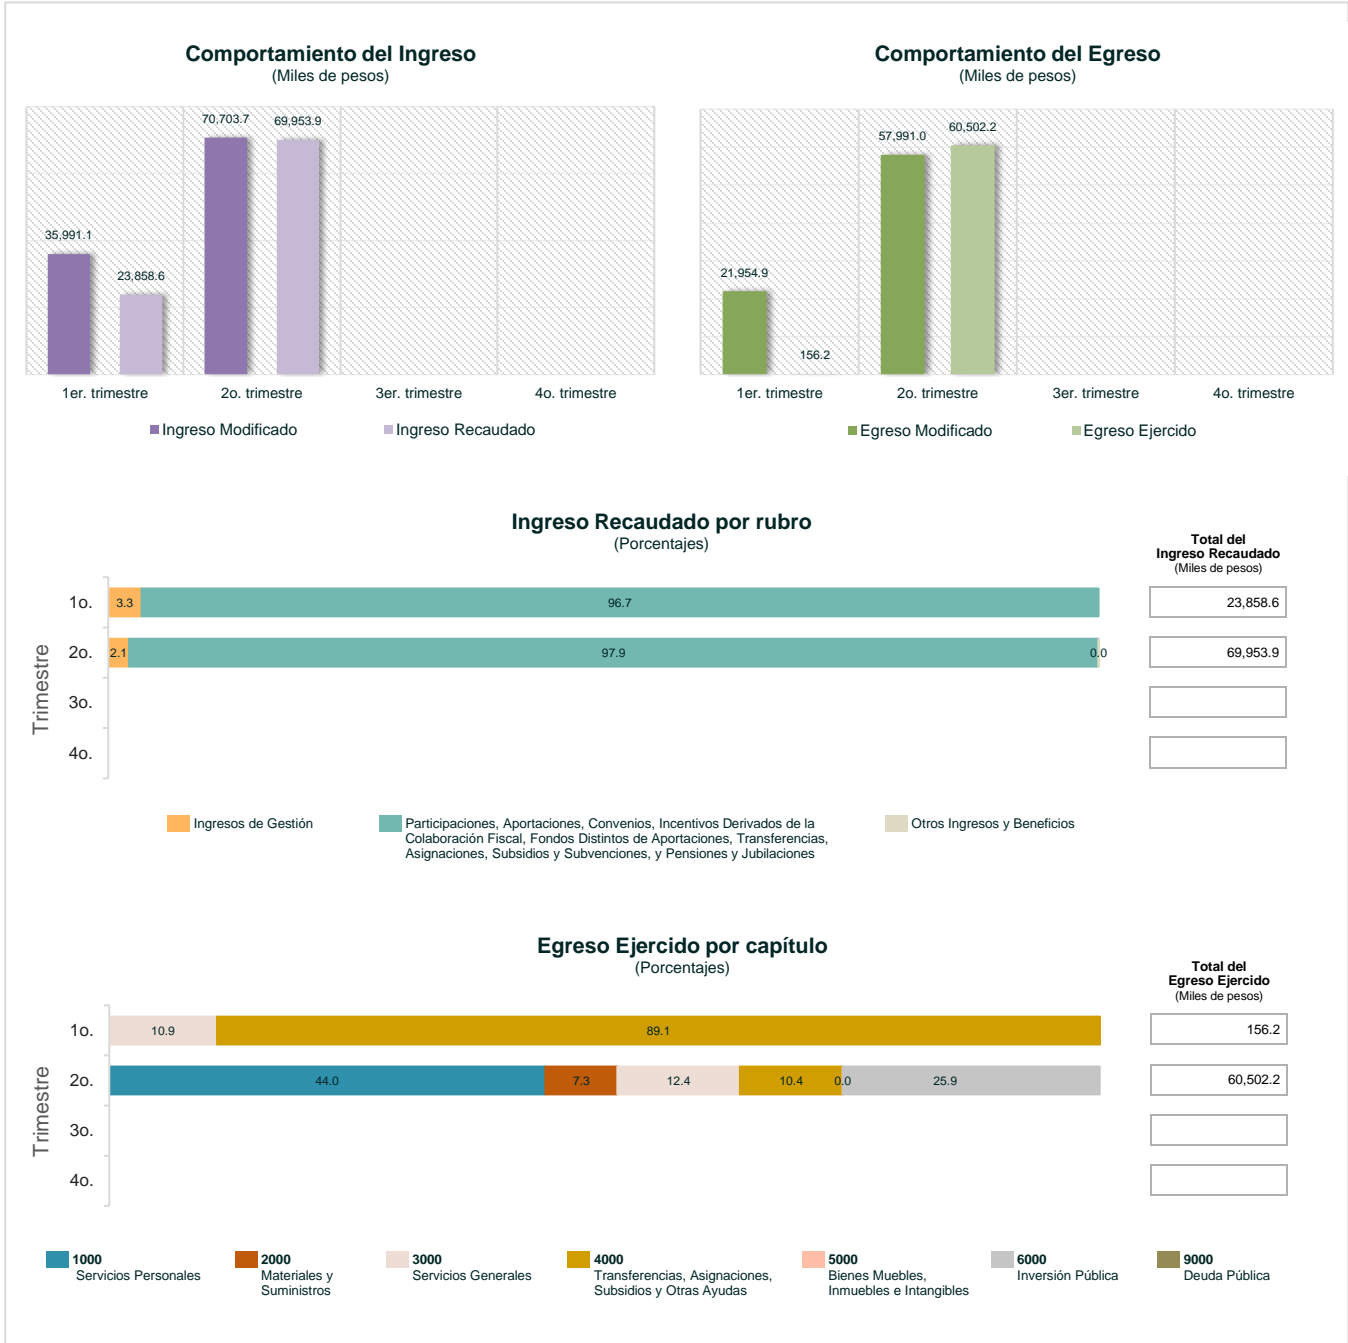 Comportamiento del Ingreso
(Miles de pesos)
70,703.7
69,953.9
35,991.1
23,858.6
1er. trimestre
2o. trimestre
3er. trimestre
4o. trimestre
Ingreso Modificado
Ingreso Recaudado
Comportamiento del Egreso
(Miles de pesos)
60,502.2
57,991.0
21,954.9
156.2
1er. trimestre
2o. trimestre
3er. trimestre
4o. trimestre
Egreso Modificado
Egreso Ejercido
Ingreso Recaudado por rubro
(Porcentajes)
Total del
Ingreso Recaudado
(Miles de pesos)
Trimestre
1o.
3.3
96.7
23,858.6
2o.
2.1
97.9
0.0
69,953.9
3o.
4o.
Ingresos de Gestión
Participaciones, Aportaciones, Convenios, Incentivos Derivados de la
Colaboración Fiscal, Fondos Distintos de Aportaciones, Transferencias,
Asignaciones, Subsidios y Subvenciones, y Pensiones y Jubilaciones
Otros Ingresos y Beneficios
Egreso Ejercido por capítulo
(Porcentajes)
Total del
Egreso Ejercido
(Miles de pesos)
Trimestre
1o.
10.9
89.1
156.2
2o.
44.0
7.3
12.4
10.4
0.0
25.9
60,502.2
3o.
4o.
1000
Servicios Personales
2000
Materiales y
Suministros
3000
Servicios Generales
4000
Transferencias, Asignaciones,
Subsidios y Otras Ayudas
5000
Bienes Muebles,
Inmuebles e Intangibles
6000
Inversión Pública
9000
Deuda Pública